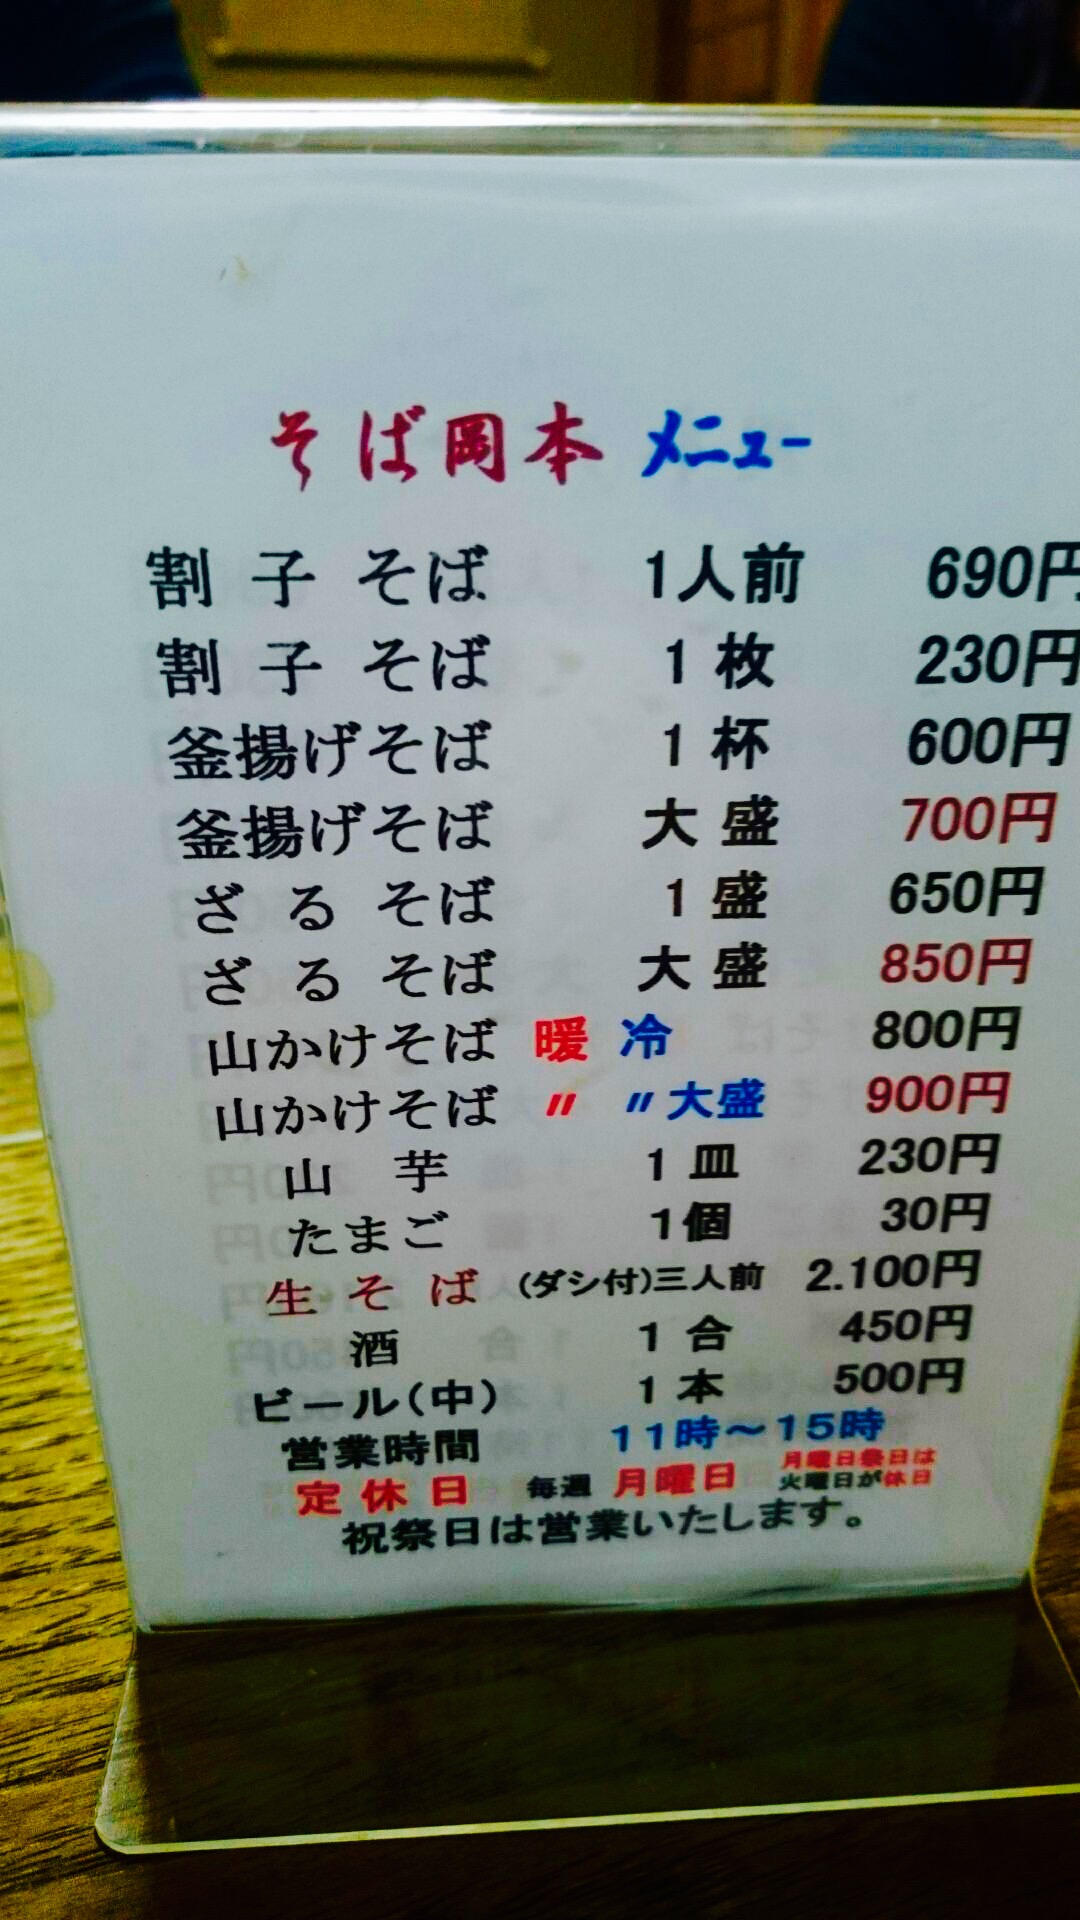 そば岡本 メニュー
割子そば 1人前 690円
割子そば 1枚 230円
釜揚げそば 1杯 600円
釜揚げそば 大盛 700円
ざるそば 1盛 650円
ざるそば 大盛 850円
山かけそば 暖 冷 800円
山かけそば 〃 〃大盛 900円
山芋 1皿 230円
たまご 1個 30円
生そば (ダシ付)三人前 2.100円
酒 1合 450円
ビール(中) 1本 500円
営業時間 11時～15時
定休日 毎週 月曜日 月曜日祭日は
火曜日が休日
祝祭日は営業いたします。